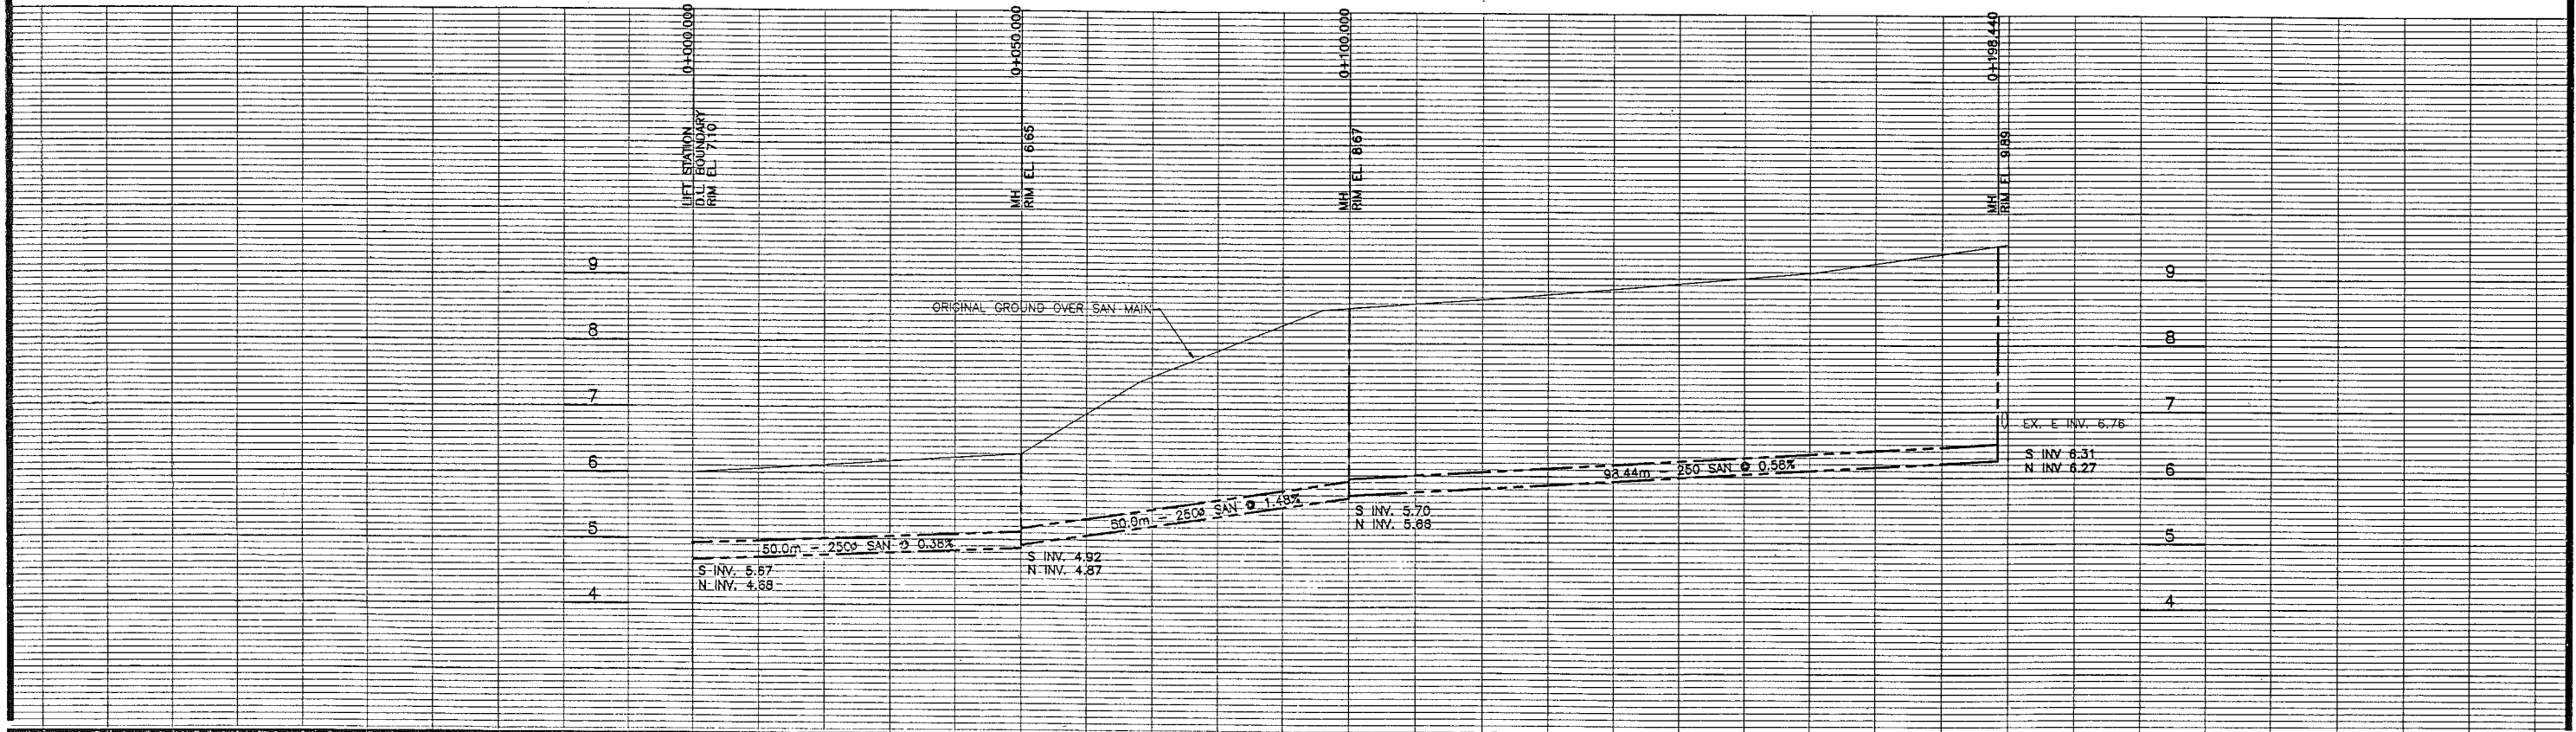 0+000.000
0+050.000
0+100.000
0+198.440
LIFT STATION
D.L. BOUNDARY
RIM EL 7.10
MH
RIM EL. 6.65
MH
RIM EL. 8.67
MH
RIM EL. 9.89
9
8
7
6
5
4
ORIGINAL GROUND OVER SAN MAIN
50.0m - 250ø SAN @ 0.38%
50.0m - 250ø SAN @ 1.48%
98.44m - 250 SAN @ 0.58%
S INV. 5.67
N INV. 4.68
S INV. 4.92
N INV. 4.87
S INV. 5.70
N INV. 5.68
EX. E INV. 6.76
S INV 6.31
N INV 6.27
9
8
7
6
5
4